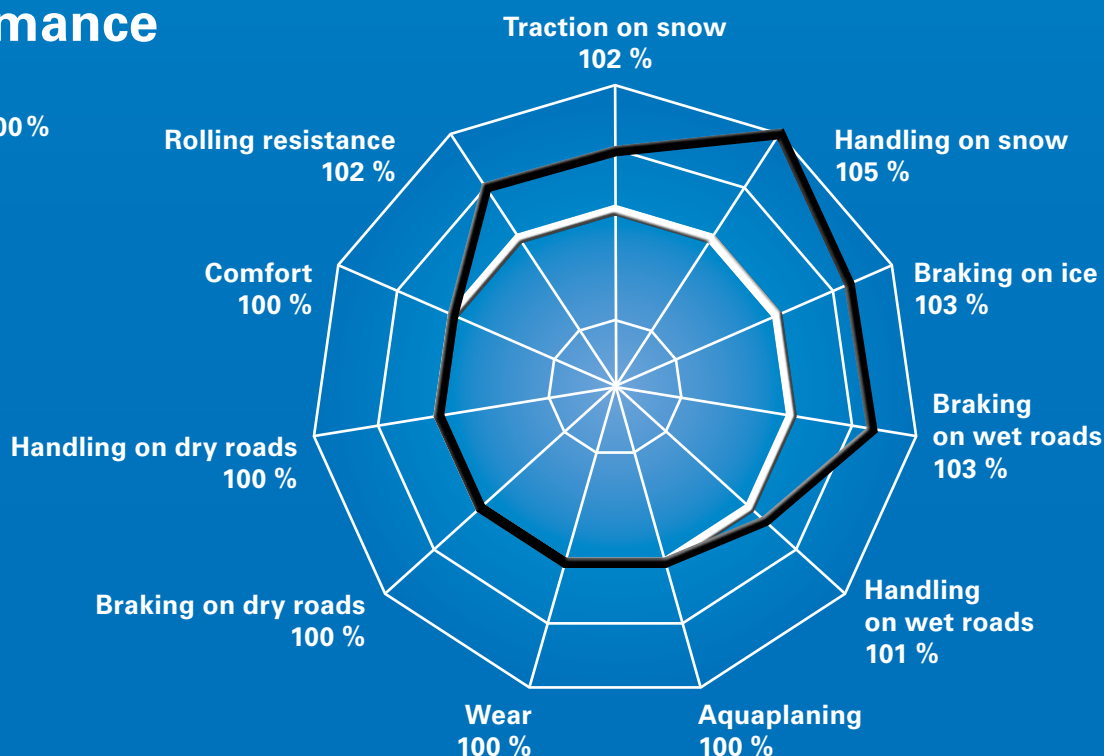 Traction on snow
102 %
Handling on snow
105 %
Braking on ice
103 %
Braking
on wet roads
103 %
Handling
on wet roads
101 %
Aquaplaning
100 %
Wear
100 %
Braking on dry roads
100 %
Handling on dry roads
100 %
Comfort
100 %
Rolling resistance
102 %